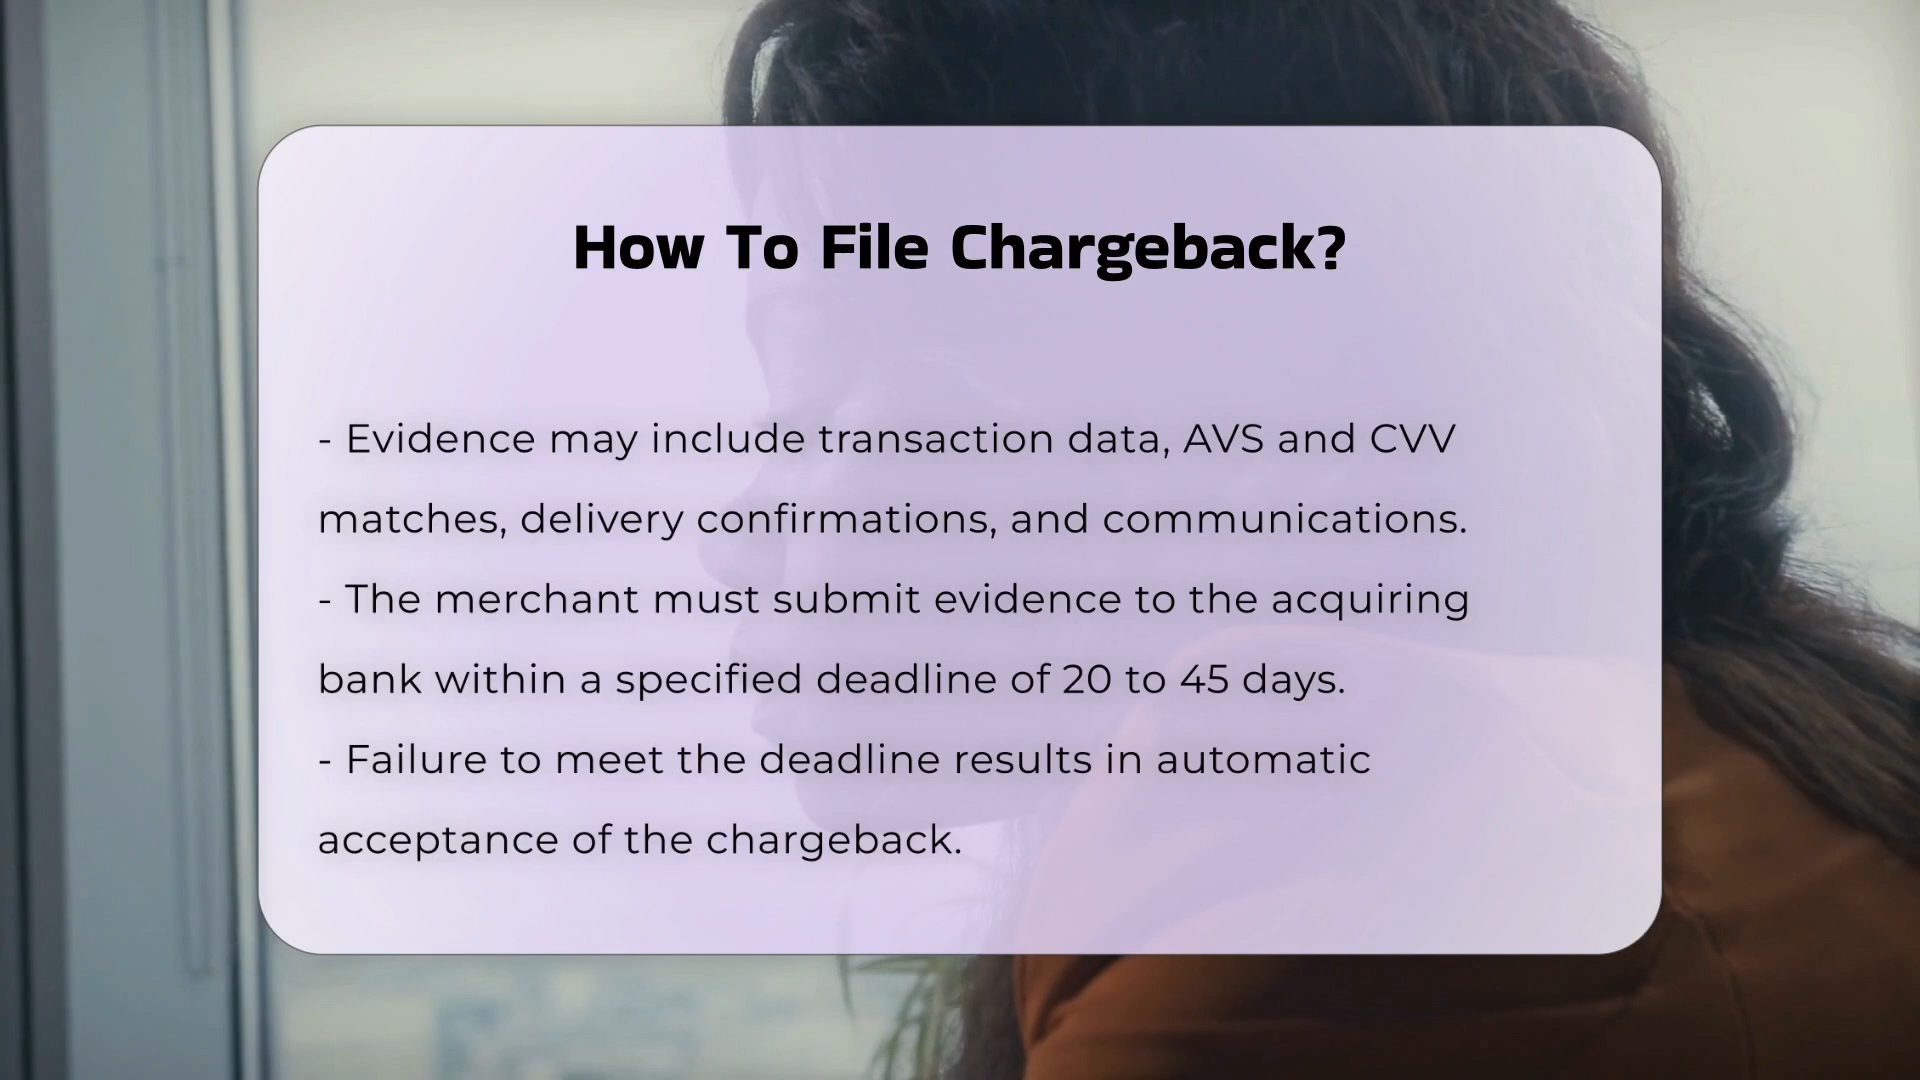 How To File Chargeback?
- Evidence may include transaction data, AVS and CVV
matches, delivery confirmations, and communications.
- The merchant must submit evidence to the acquiring
bank within a specified deadline of 20 to 45 days.
- Failure to meet the deadline results in automatic
acceptance of the chargeback.